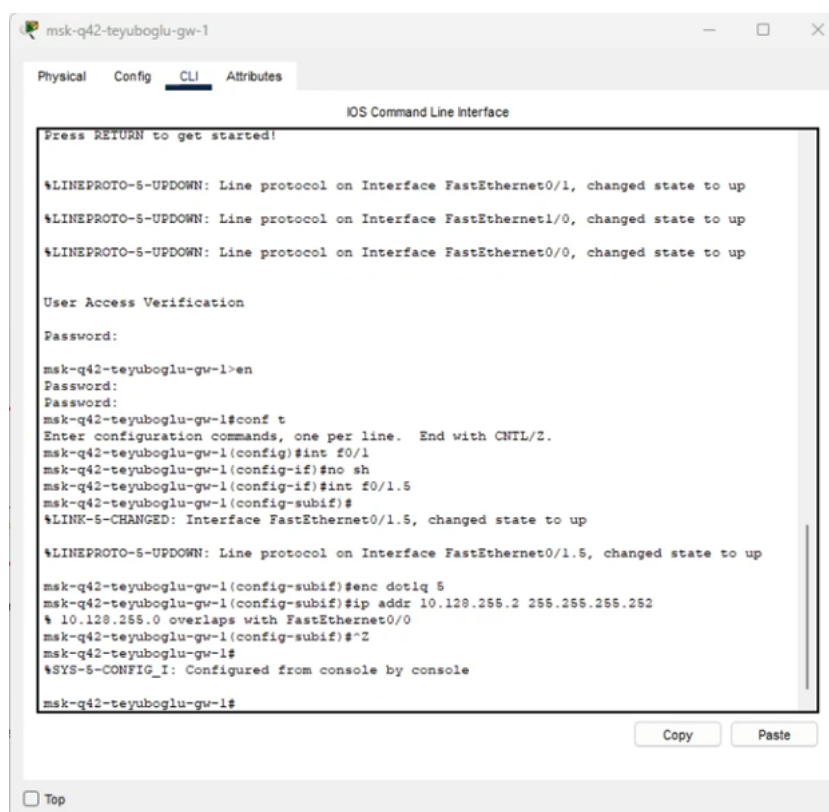 msk-q42-teyuboglu-gw-1
Physical Config CLI Attributes
IOS Command Line Interface
Press RETURN to get started!
%LINEPROTO-5-UPDOWN: Line protocol on Interface FastEthernet0/1, changed state to up
%LINEPROTO-5-UPDOWN: Line protocol on Interface FastEthernet1/0, changed state to up
%LINEPROTO-5-UPDOWN: Line protocol on Interface FastEthernet0/0, changed state to up
User Access Verification
Password:
msk-q42-teyuboglu-gw-1>en
Password:
Password:
msk-q42-teyuboglu-gw-1#conf t
Enter configuration commands, one per line.  End with CNTL/Z.
msk-q42-teyuboglu-gw-1(config)#int f0/1
msk-q42-teyuboglu-gw-1(config-if)#no sh
msk-q42-teyuboglu-gw-1(config-if)#int f0/1.5
msk-q42-teyuboglu-gw-1(config-subif)#
%LINK-5-CHANGED: Interface FastEthernet0/1.5, changed state to up
%LINEPROTO-5-UPDOWN: Line protocol on Interface FastEthernet0/1.5, changed state to up
msk-q42-teyuboglu-gw-1(config-subif)#enc dot1q 5
msk-q42-teyuboglu-gw-1(config-subif)#ip addr 10.128.255.2 255.255.255.252
% 10.128.255.0 overlaps with FastEthernet0/0
msk-q42-teyuboglu-gw-1(config-subif)#^Z
msk-q42-teyuboglu-gw-1#
%SYS-5-CONFIG_I: Configured from console by console
msk-q42-teyuboglu-gw-1#
Copy Paste
Top